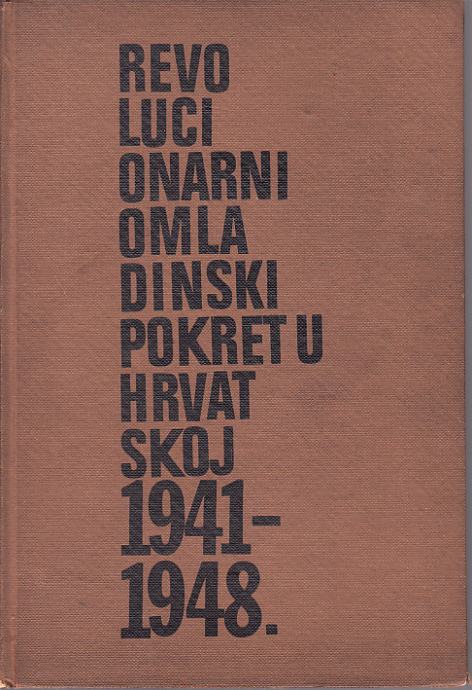 REVO
LUCI
ONARNI
OMLA
DINSKI
POKRET U
HRVAT
SKOJ
1941–
1948.